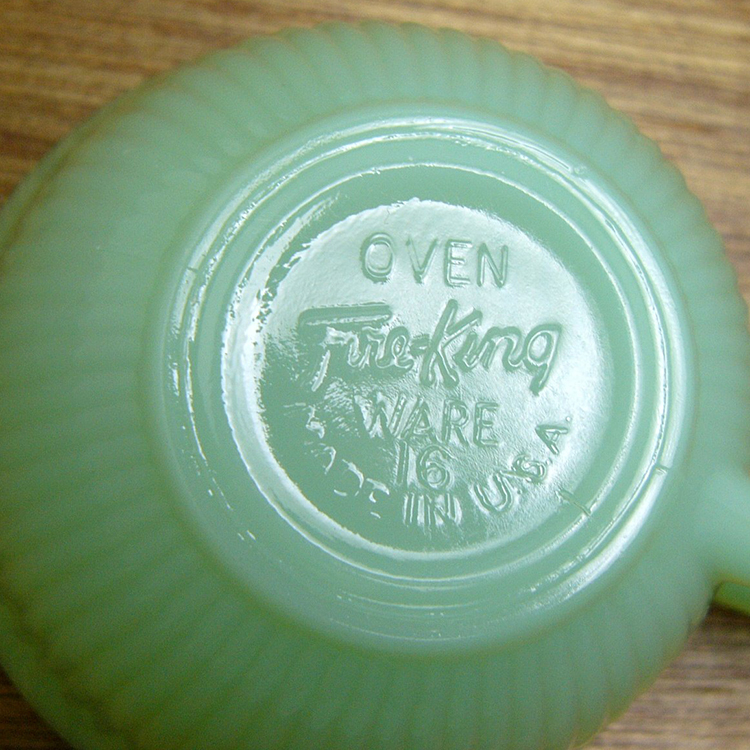 OVEN
Fire-King
WARE
16
MADE IN U.S.A.